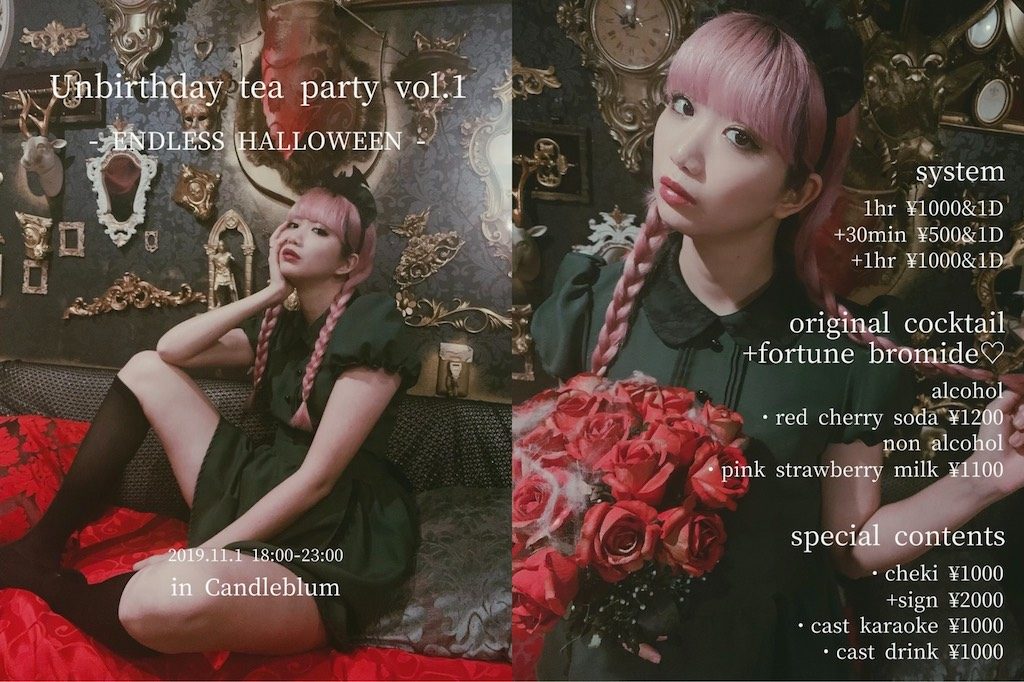 Unbirthday tea party vol.1
- ENDLESS HALLOWEEN -
2019.11.1 18:00-23:00
in Candleblum
system
1hr ¥1000&1D
+30min ¥500&1D
+1hr ¥1000&1D
original cocktail
+fortune bromide♡
alcohol
・red cherry soda ¥1200
non alcohol
・pink strawberry milk ¥1100
special contents
・cheki ¥1000
+sign ¥2000
・cast karaoke ¥1000
・cast drink ¥1000